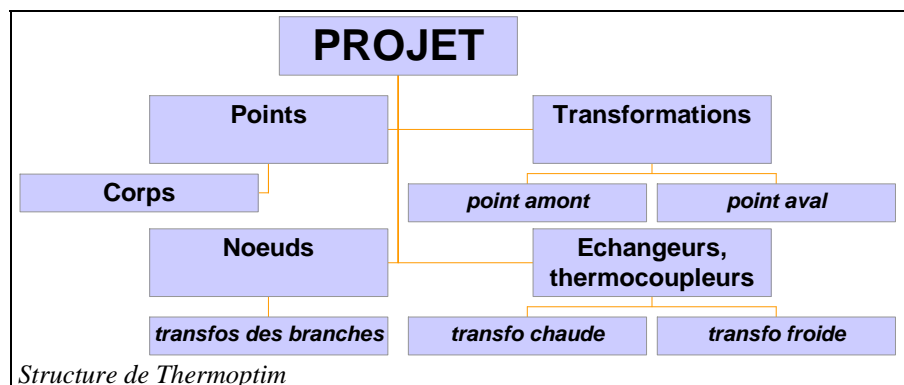 PROJET
Points
Transformations
Corps
point amont
point aval
Noeuds
Echangeurs,
thermocoupleurs
transfos des branches
transfo chaude
transfo froide
Structure de Thermoptim